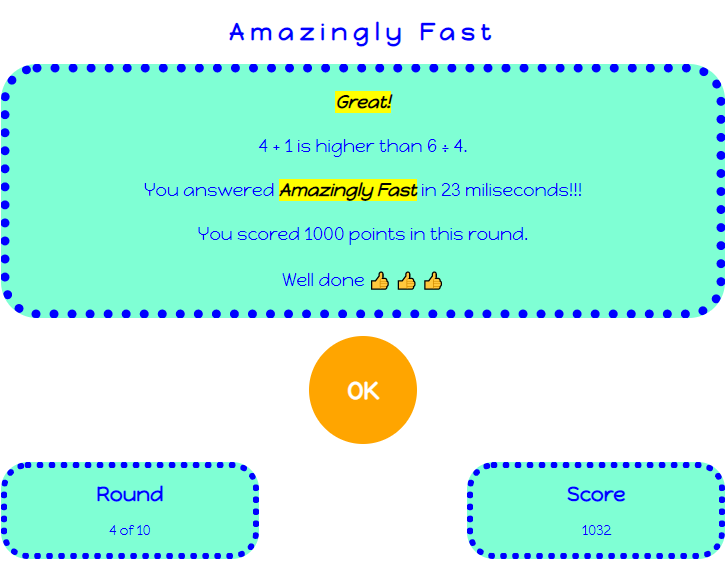 Amazingly Fast
Great!
4 + 1 is higher than 6 ÷ 4.
You answered Amazingly Fast in 23 miliseconds!!!
You scored 1000 points in this round.
Well done 👍 👍 👍
OK
Round
4 of 10
Score
1032